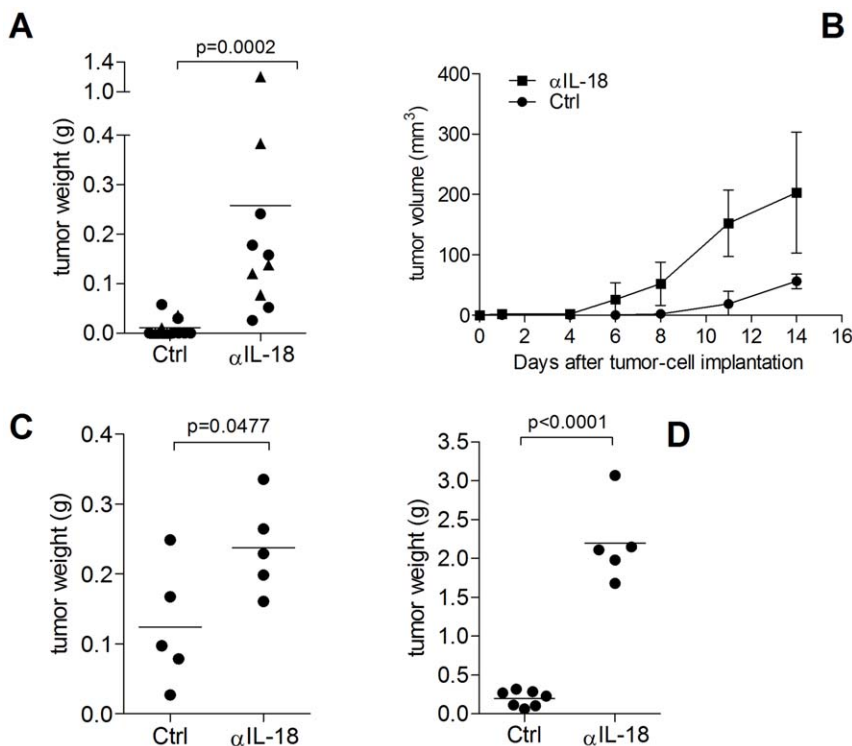 A
p=0.0002
1.4
1.0
0.4
0.3
0.2
0.1
0.0
tumor weight (g)
Ctrl
αIL-18
B
αIL-18
Ctrl
400
300
200
100
0
tumor volume (mm³)
0 2 4 6 8 10 12 14 16
Days after tumor-cell implantation
C
p=0.0477
0.4
0.3
0.2
0.1
0.0
tumor weight (g)
Ctrl
αIL-18
D
p<0.0001
3.5
3.0
2.5
2.0
1.5
1.0
0.5
0.0
tumor weight (g)
Ctrl
αIL-18